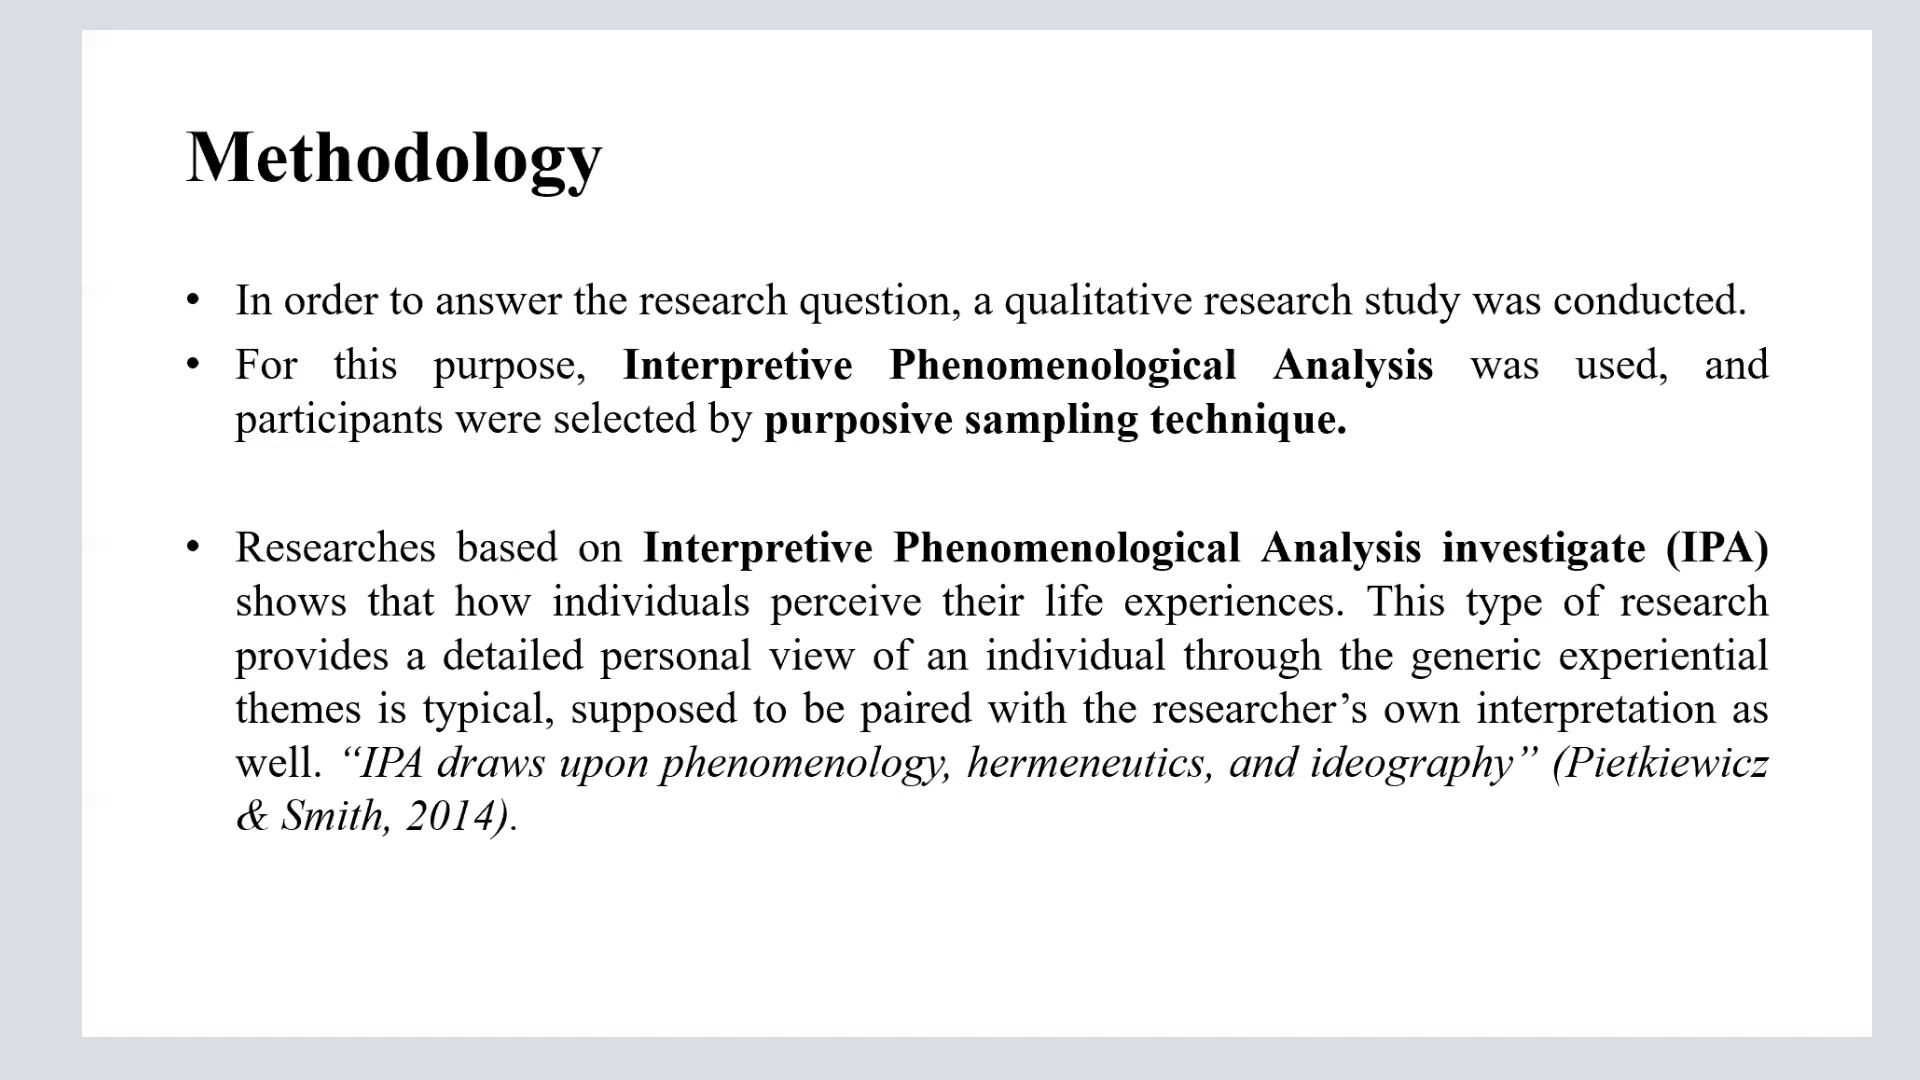 Methodology
• In order to answer the research question, a qualitative research study was conducted.
• For this purpose, Interpretive Phenomenological Analysis was used, and
participants were selected by purposive sampling technique.
• Researches based on Interpretive Phenomenological Analysis investigate (IPA)
shows that how individuals perceive their life experiences. This type of research
provides a detailed personal view of an individual through the generic experiential
themes is typical, supposed to be paired with the researcher’s own interpretation as
well. “IPA draws upon phenomenology, hermeneutics, and ideography” (Pietkiewicz
& Smith, 2014).